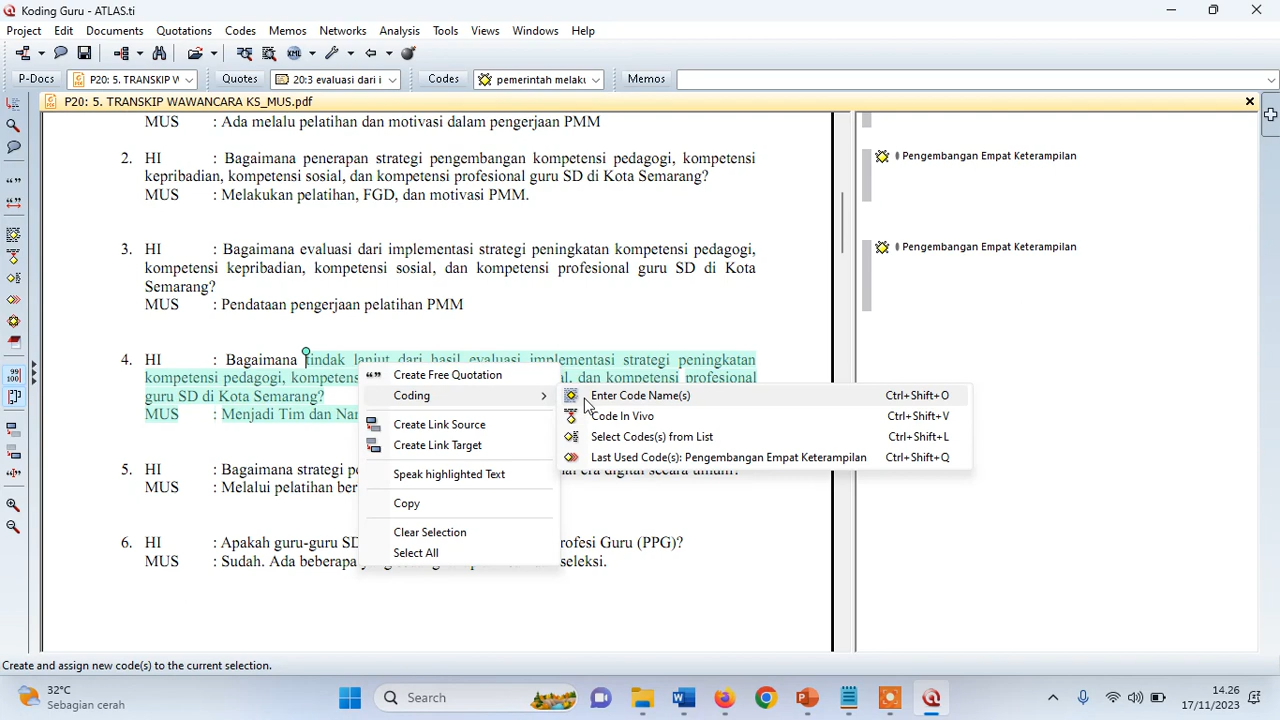 Koding Guru - ATLAS.ti
Project Edit Documents Quotations Codes Memos Networks Analysis Tools Views Windows Help
P-Docs P20: 5. TRANSKIP W Quotes 20:3 evaluasi dari i Codes pemerintah melaku Memos
P20: 5. TRANSKIP WAWANCARA KS_MUS.pdf
MUS : Ada melalu pelatihan dan motivasi dalam pengerjaan PMM
2. HI : Bagaimana penerapan strategi pengembangan kompetensi pedagogi, kompetensi
kepribadian, kompetensi sosial, dan kompetensi profesional guru SD di Kota Semarang?
MUS : Melakukan pelatihan, FGD, dan motivasi PMM.
Pengembangan Empat Keterampilan
3. HI : Bagaimana evaluasi dari implementasi strategi peningkatan kompetensi pedagogi,
kompetensi kepribadian, kompetensi sosial, dan kompetensi profesional guru SD di Kota
Semarang?
MUS : Pendataan pengerjaan pelatihan PMM
Pengembangan Empat Keterampilan
4. HI : Bagaimana tindak lanjut dari hasil evaluasi implementasi strategi peningkatan
kompetensi pedagogi, kompetens al, dan kompetensi profesional
guru SD di Kota Semarang?
MUS : Menjadi Tim dan Nar
5. HI : Bagaimana strategi p al era digital secara umum?
MUS : Melalui pelatihan ber
6. HI : Apakah guru-guru SD rofesi Guru (PPG)?
MUS : Sudah. Ada beberapa seleksi.
Create Free Quotation
Coding
Create Link Source
Create Link Target
Speak highlighted Text
Copy
Clear Selection
Select All
Enter Code Name(s) Ctrl+Shift+O
Code In Vivo Ctrl+Shift+V
Select Codes(s) from List Ctrl+Shift+L
Last Used Code(s): Pengembangan Empat Keterampilan Ctrl+Shift+Q
Create and assign new code(s) to the current selection.
32°C
Sebagian cerah
Search
14.26
17/11/2023